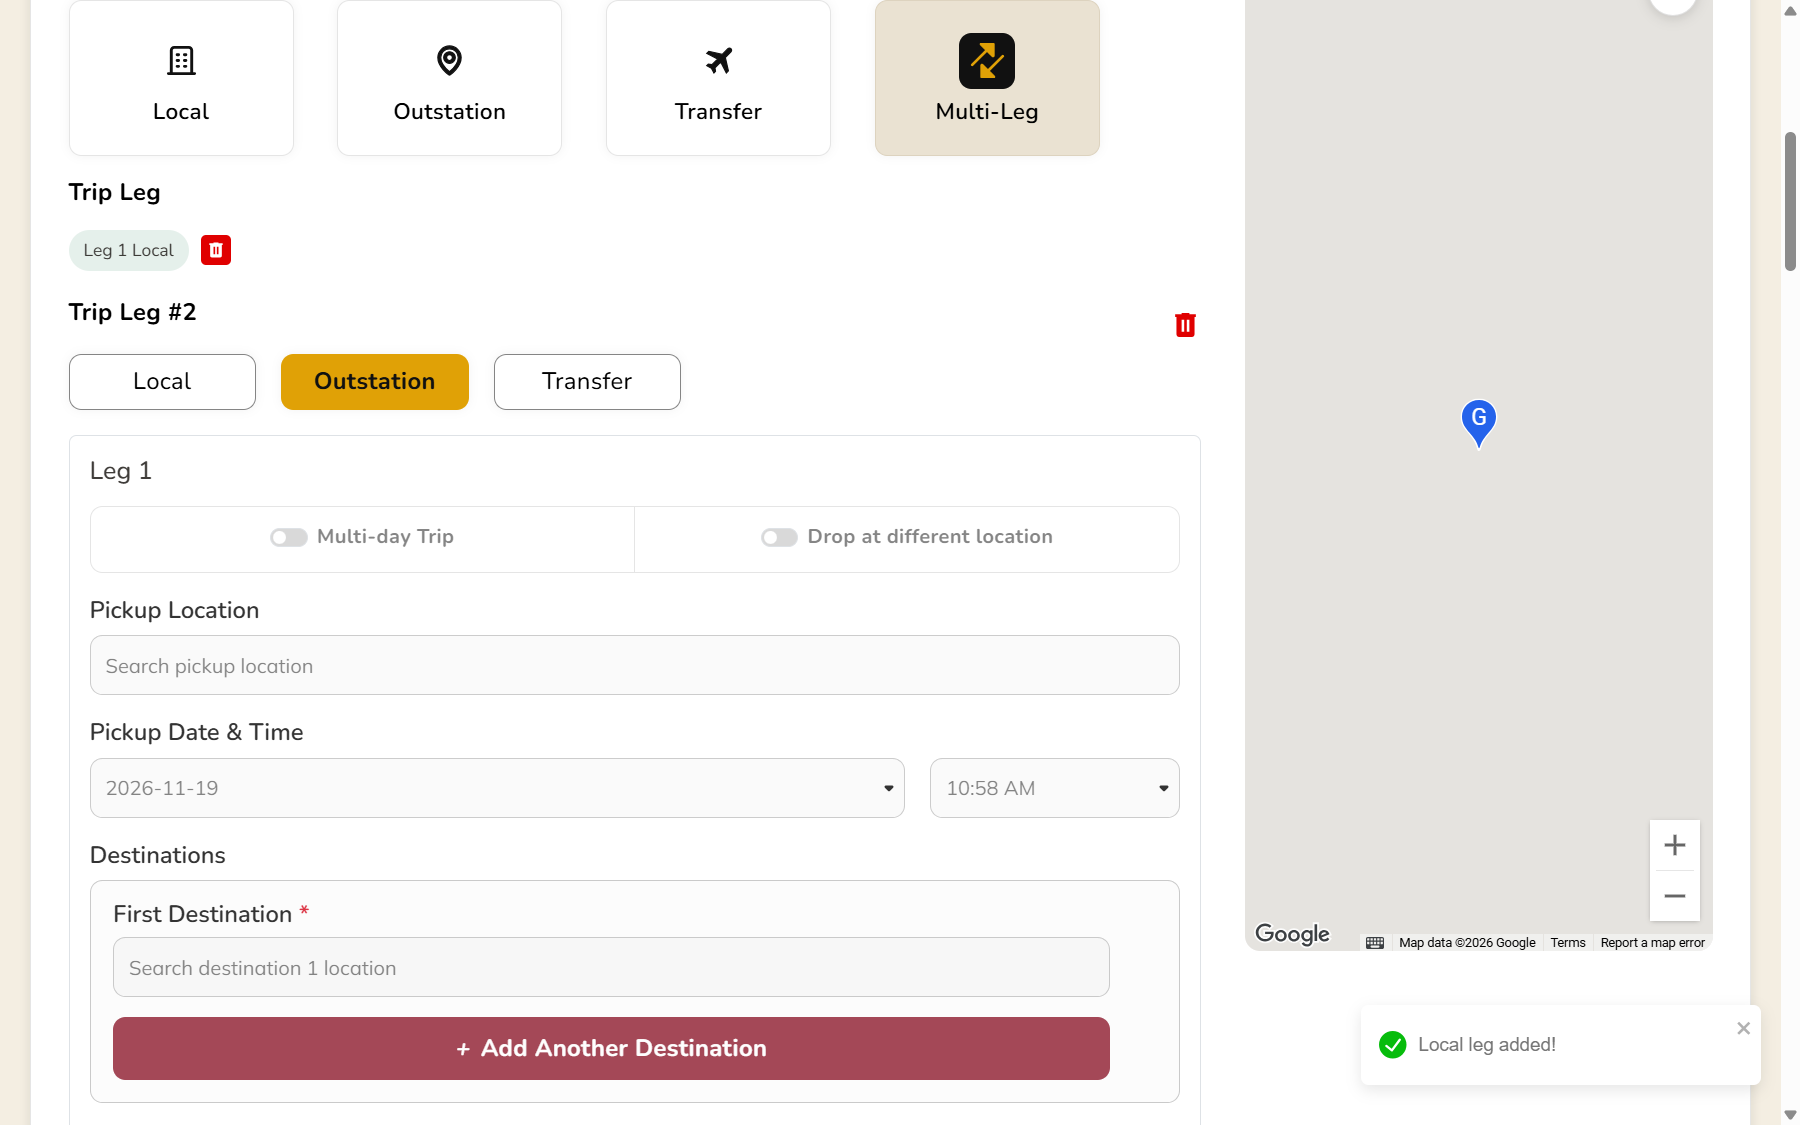 Local
Outstation
Transfer
Multi-Leg
Trip Leg
Leg 1 Local
Trip Leg #2
Local
Outstation
Transfer
Leg 1
Multi-day Trip
Drop at different location
Pickup Location
Search pickup location
Pickup Date & Time
2026-11-19
10:58 AM
Destinations
First Destination *
Search destination 1 location
+ Add Another Destination
G
Google
Map data ©2026 Google
Terms
Report a map error
Local leg added!